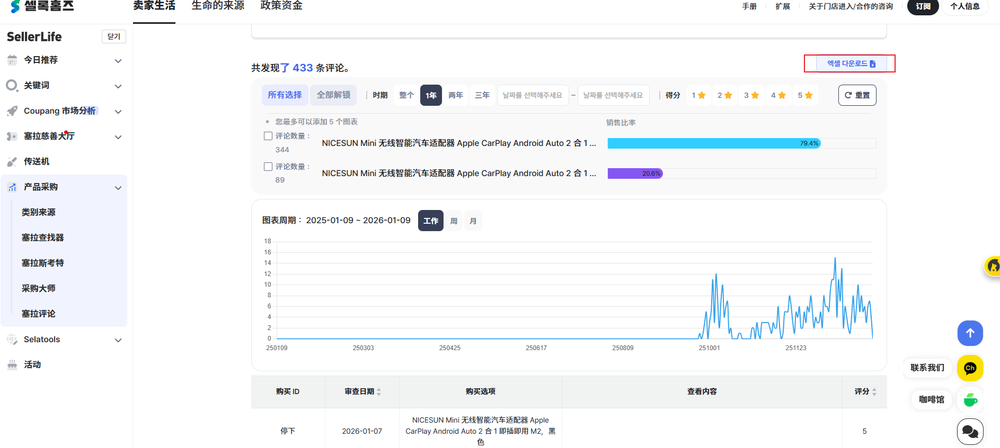 셀록홈즈
卖家生活 生命的来源 政策资金
手册 扩展 关于门店进入/合作的咨询 订阅 个人信息
SellerLife 닫기
今日推荐
关键词
Coupang 市场分析
塞拉慈善大厅
传送机
产品采购
类别来源
塞拉查找器
塞拉斯考特
采购大师
塞拉评论
Selatools
活动
共发现了 433 条评论。
엑셀 다운로드
所有选择 全部解锁 时期 整个 1年 两年 三年 날짜를 선택해주세요 – 날짜를 선택해주세요 得分 1 2 3 4 5 重置
* 您最多可以添加 5 个图表 销售比率
评论数量：
344
NICESUN Mini 无线智能汽车适配器 Apple CarPlay Android Auto 2 合 1 ... 79.4%
评论数量：
89
NICESUN Mini 无线智能汽车适配器 Apple CarPlay Android Auto 2 合 1 ... 20.6%
图表周期： 2025-01-09 ~ 2026-01-09 工作 周 月
18
16
14
12
10
8
6
4
2
0
250109 250303 250425 250617 250809 251001 251123
购买 ID 审查日期 购买选项 查看内容 评分
停下 2026-01-07 NICESUN Mini 无线智能汽车适配器 Apple
CarPlay Android Auto 2 合 1 即插即用 M2，黑
色
5
联系我们 Ch
咖啡馆